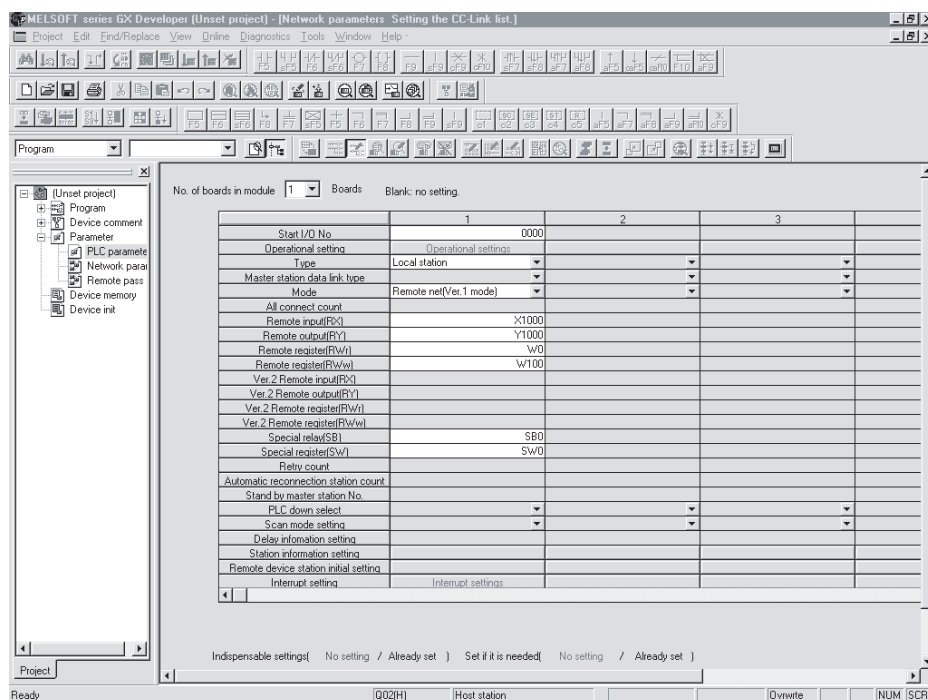 MELSOFT series GX Developer (Unset project) - [Network parameters Setting the CC-Link list.]
Project Edit Find/Replace View Online Diagnostics Tools Window Help
Program
No. of boards in module 1 Boards Blank: no setting.
(Unset project)
Program
Device comment
Parameter
PLC paramete
Network parar
Remote pass
Device memory
Device init
1 2 3
Start I/O No 0000
Operational setting Operational settings
Type Local station
Master station data link type
Mode Remote net(Ver.1 mode)
All connect count
Remote input(RX) X1000
Remote output(RY) Y1000
Remote register(RWr) W0
Remote register(RWw) W100
Ver.2 Remote input(RX)
Ver.2 Remote output(RY)
Ver.2 Remote register(RWr)
Ver.2 Remote register(RWw)
Special relay(SB) SB0
Special register(SW) SW0
Retry count
Automatic reconnection station count
Stand by master station No.
PLC down select
Scan mode setting
Delay infomation setting
Station information setting
Remote device station initial setting
Interrupt setting Interrupt settings
Indispensable settings( No setting / Already set ) Set if it is needed( No setting / Already set )
Project
Ready Q02(H) Host station Ovrwrte NUM SCR